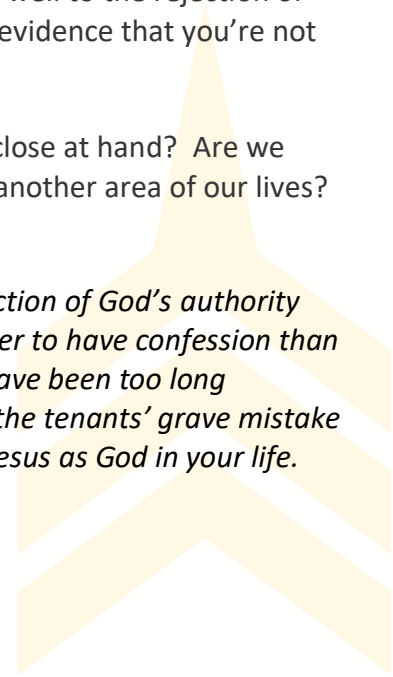 well to the rejection of
evidence that you’re not
close at hand?  Are we
another area of our lives?
ction of God’s authority
er to have confession than
ave been too long
the tenants’ grave mistake
esus as God in your life.